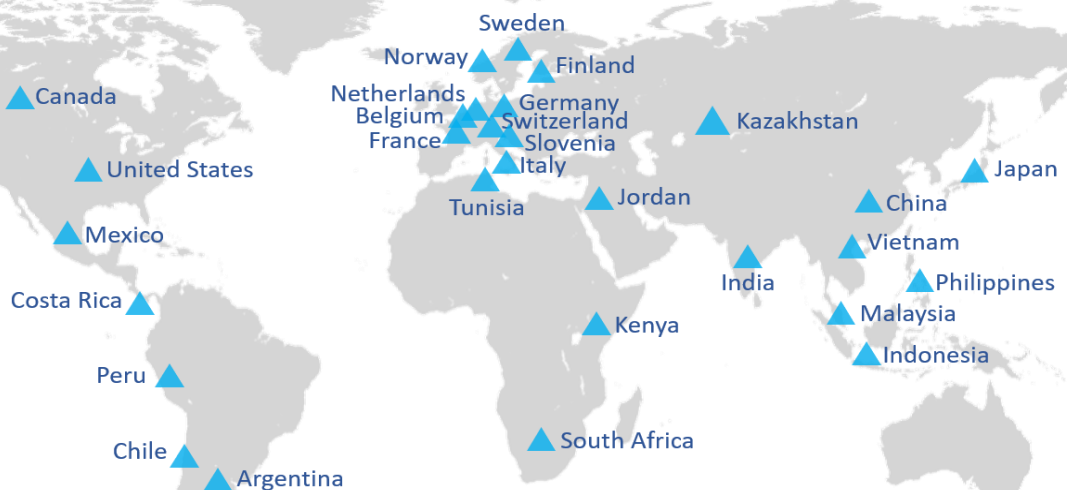 Sweden
Norway
Finland
Netherlands
Canada
Germany
Belgium
Switzerland
Kazakhstan
France
Slovenia
Italy
United States
Japan
Jordan
China
Tunisia
Mexico
Vietnam
India
Philippines
Costa Rica
Malaysia
Kenya
Indonesia
Peru
South Africa
Chile
Argentina